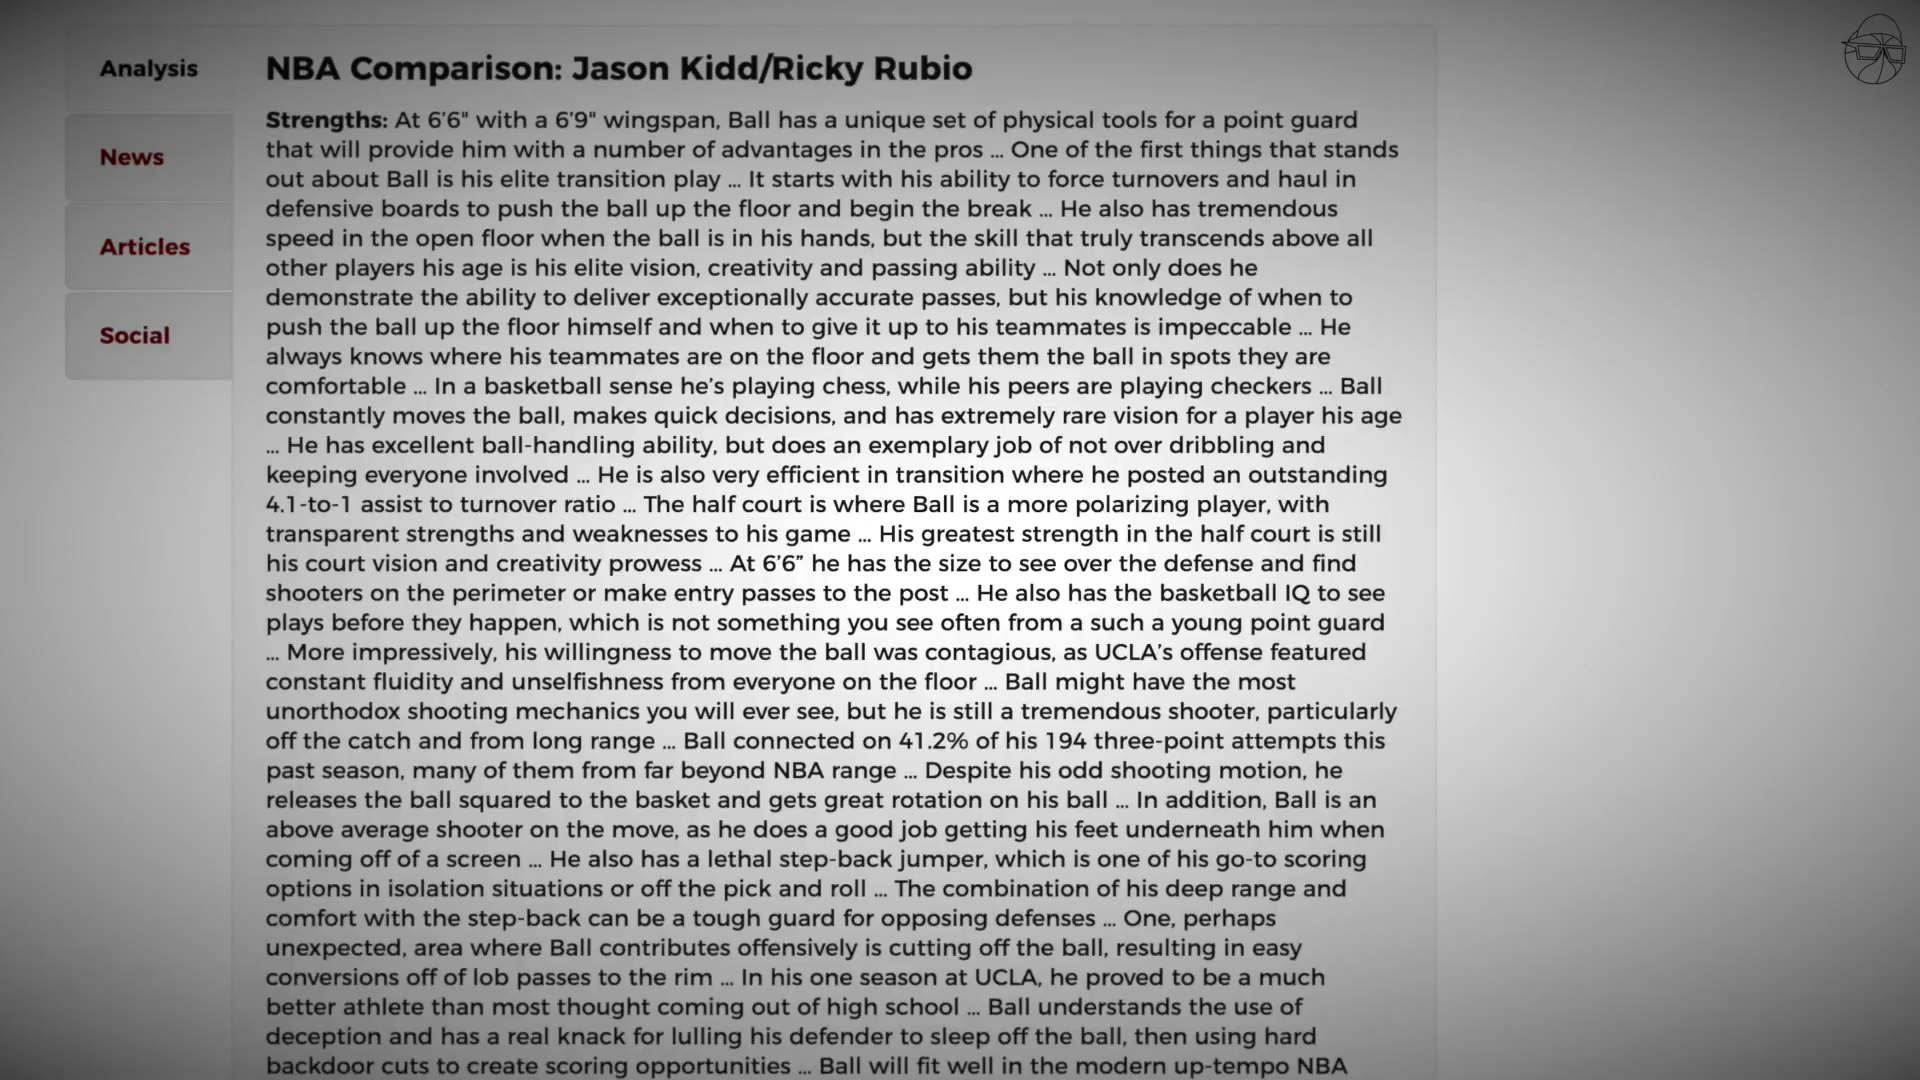 Analysis
News
Articles
Social
NBA Comparison: Jason Kidd/Ricky Rubio
Strengths: At 6'6" with a 6'9" wingspan, Ball has a unique set of physical tools for a point guard
that will provide him with a number of advantages in the pros ... One of the first things that stands
out about Ball is his elite transition play ... It starts with his ability to force turnovers and haul in
defensive boards to push the ball up the floor and begin the break ... He also has tremendous
speed in the open floor when the ball is in his hands, but the skill that truly transcends above all
other players his age is his elite vision, creativity and passing ability ... Not only does he
demonstrate the ability to deliver exceptionally accurate passes, but his knowledge of when to
push the ball up the floor himself and when to give it up to his teammates is impeccable ... He
always knows where his teammates are on the floor and gets them the ball in spots they are
comfortable ... In a basketball sense he's playing chess, while his peers are playing checkers ... Ball
constantly moves the ball, makes quick decisions, and has extremely rare vision for a player his age
... He has excellent ball-handling ability, but does an exemplary job of not over dribbling and
keeping everyone involved ... He is also very efficient in transition where he posted an outstanding
4.1-to-1 assist to turnover ratio ... The half court is where Ball is a more polarizing player, with
transparent strengths and weaknesses to his game ... His greatest strength in the half court is still
his court vision and creativity prowess ... At 6'6” he has the size to see over the defense and find
shooters on the perimeter or make entry passes to the post ... He also has the basketball IQ to see
plays before they happen, which is not something you see often from a such a young point guard
... More impressively, his willingness to move the ball was contagious, as UCLA's offense featured
constant fluidity and unselfishness from everyone on the floor ... Ball might have the most
unorthodox shooting mechanics you will ever see, but he is still a tremendous shooter, particularly
off the catch and from long range ... Ball connected on 41.2% of his 194 three-point attempts this
past season, many of them from far beyond NBA range ... Despite his odd shooting motion, he
releases the ball squared to the basket and gets great rotation on his ball ... In addition, Ball is an
above average shooter on the move, as he does a good job getting his feet underneath him when
coming off of a screen ... He also has a lethal step-back jumper, which is one of his go-to scoring
options in isolation situations or off the pick and roll ... The combination of his deep range and
comfort with the step-back can be a tough guard for opposing defenses ... One, perhaps
unexpected, area where Ball contributes offensively is cutting off the ball, resulting in easy
conversions off of lob passes to the rim ... In his one season at UCLA, he proved to be a much
better athlete than most thought coming out of high school ... Ball understands the use of
deception and has a real knack for lulling his defender to sleep off the ball, then using hard
backdoor cuts to create scoring opportunities ... Ball will fit well in the modern up-tempo NBA